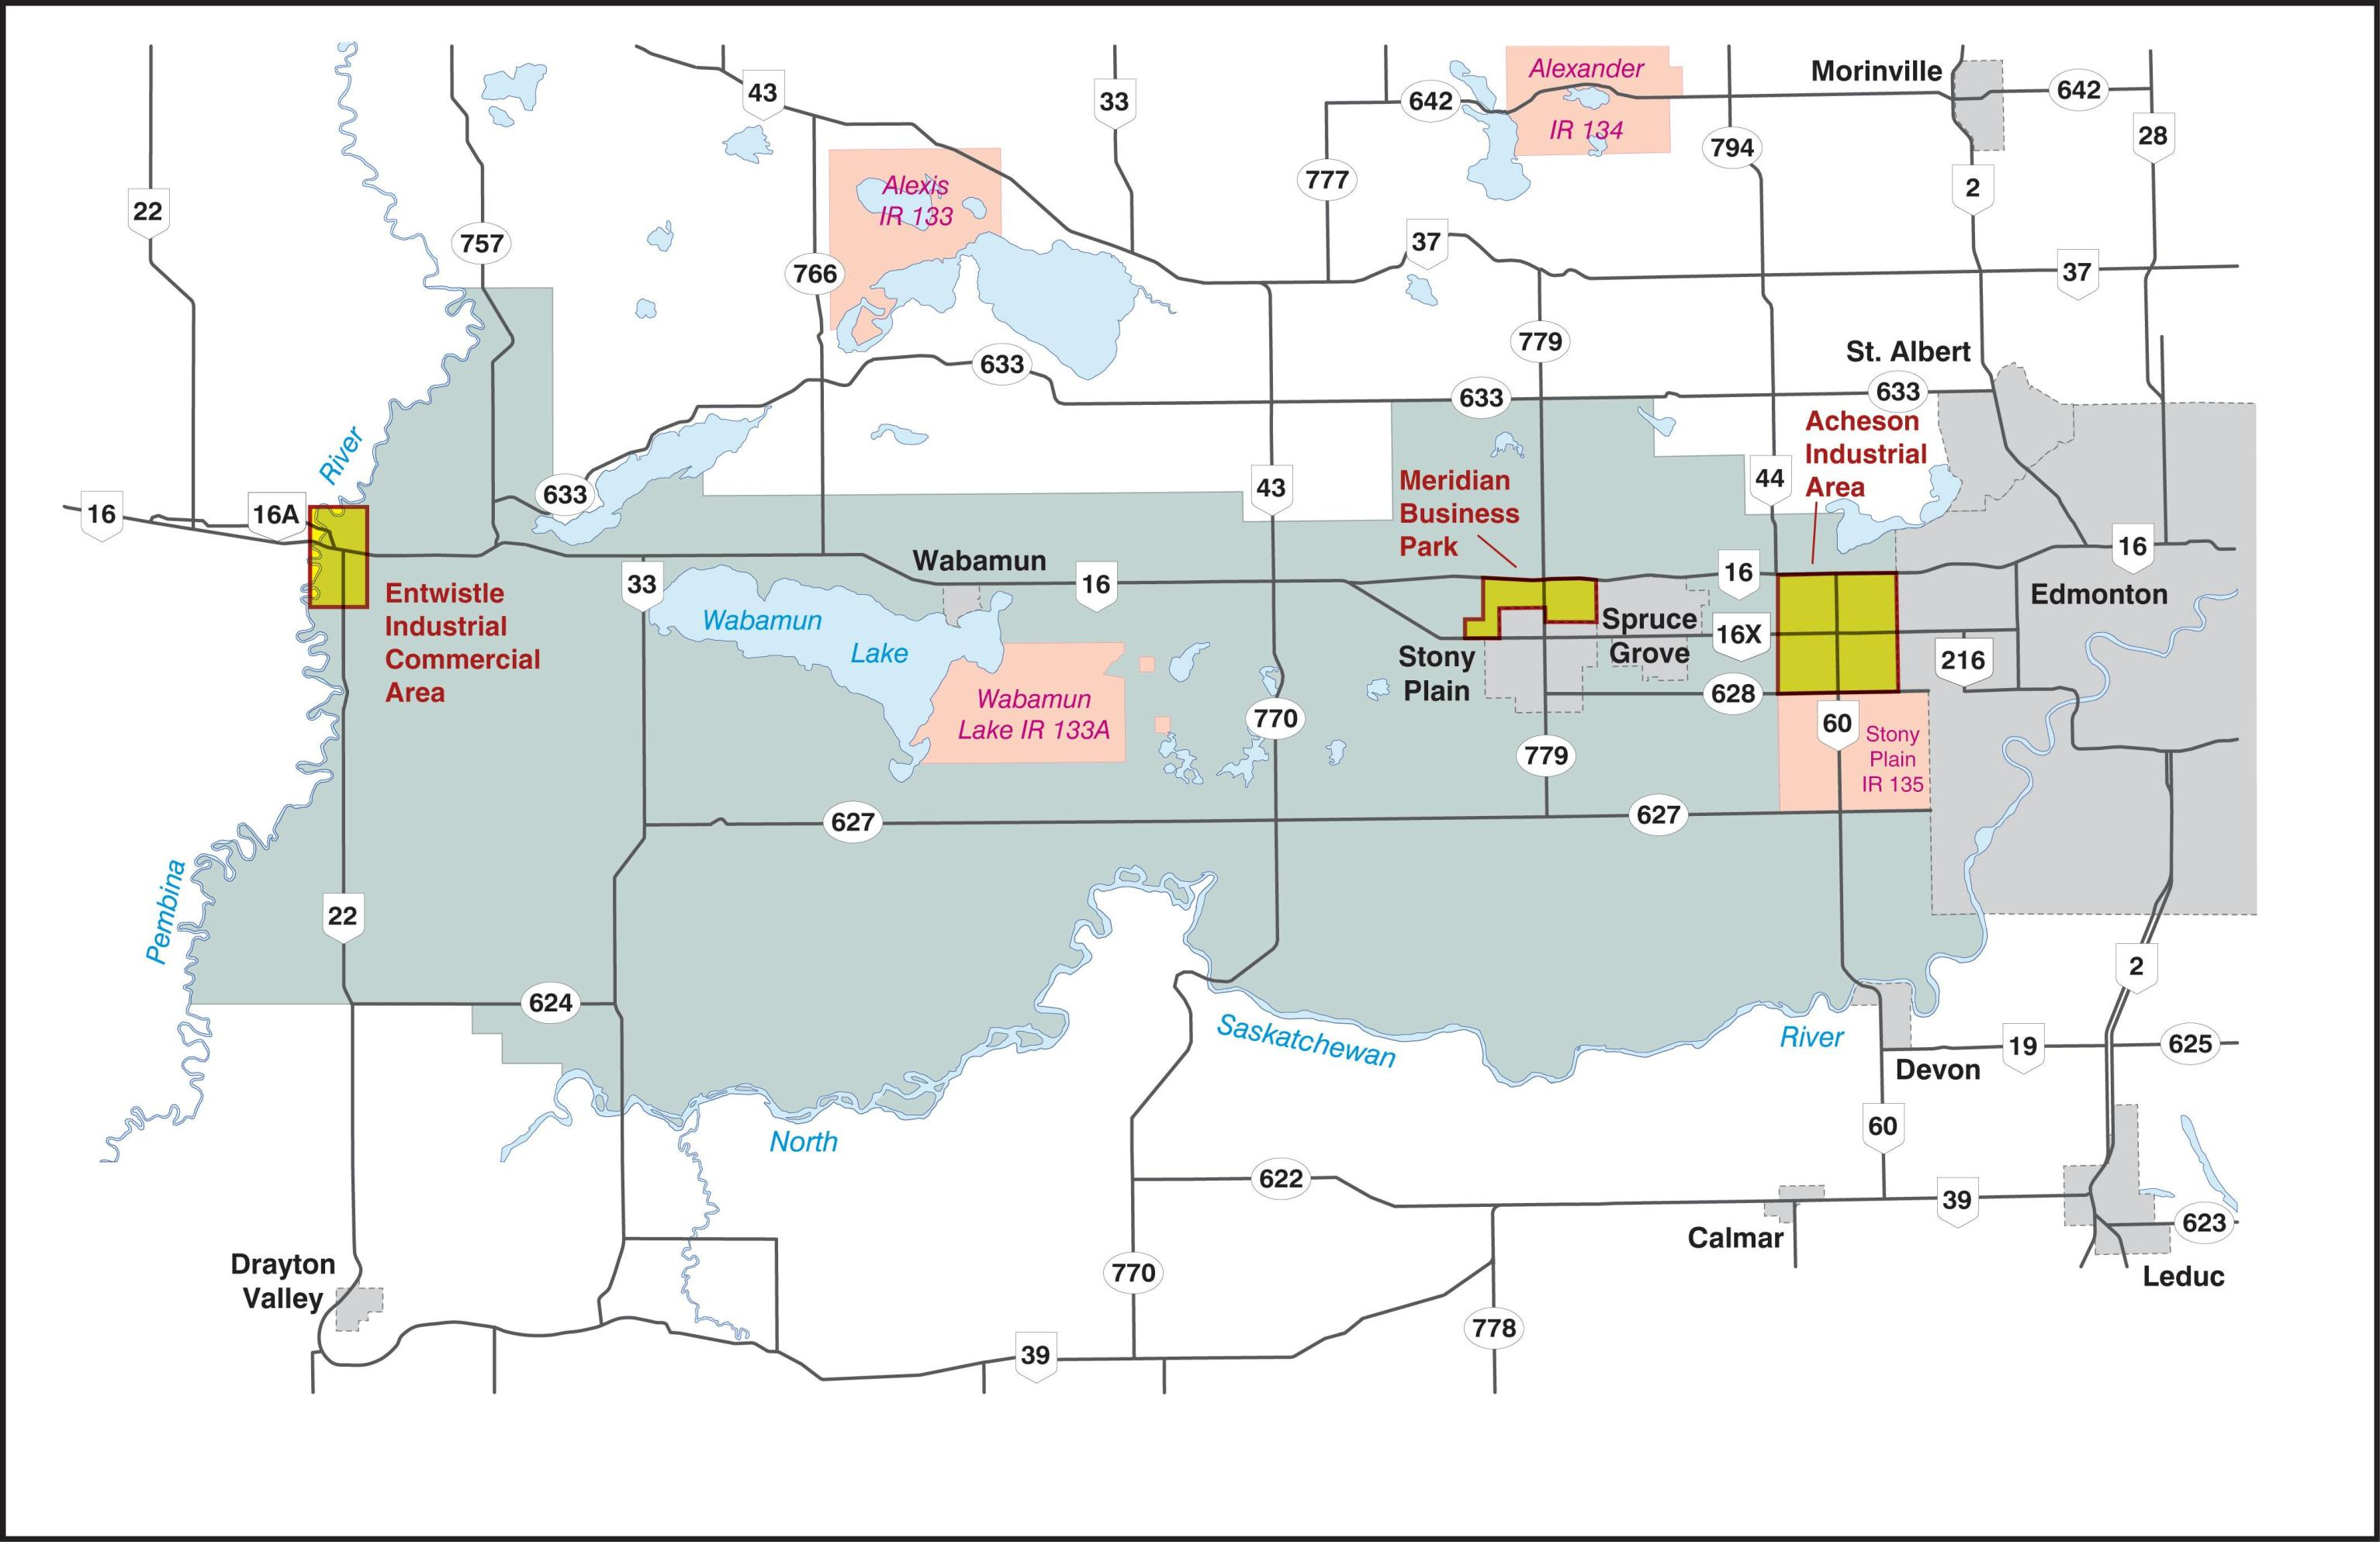 43
33
Alexander
642
IR 134
Morinville
642
28
794
777
2
22
Alexis
IR 133
757
766
37
37
779
St. Albert
633
633
633
Acheson
Industrial
Area
River
633
43
Meridian
Business
Park
44
16
16A
Wabamun
16
33
16
16
Edmonton
Entwistle
Industrial
Commercial
Area
Wabamun
Lake
Spruce
Grove
16X
216
Stony
Plain
628
Wabamun
Lake IR 133A
770
779
60
Stony
Plain
IR 135
627
627
Pembina
22
2
624
Saskatchewan
River
19
625
Devon
North
60
622
39
623
Calmar
Leduc
Drayton
Valley
770
778
39